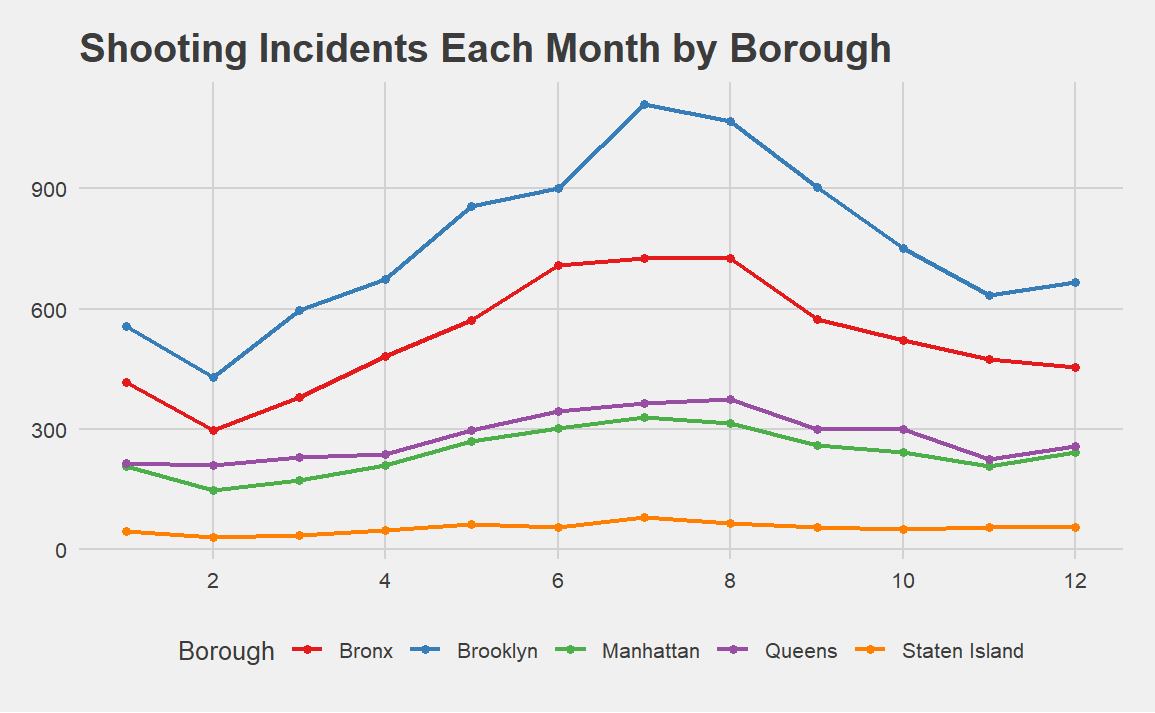 Shooting Incidents Each Month by Borough
900
600
300
0
2 4 6 8 10 12
Borough Bronx Brooklyn Manhattan Queens Staten Island